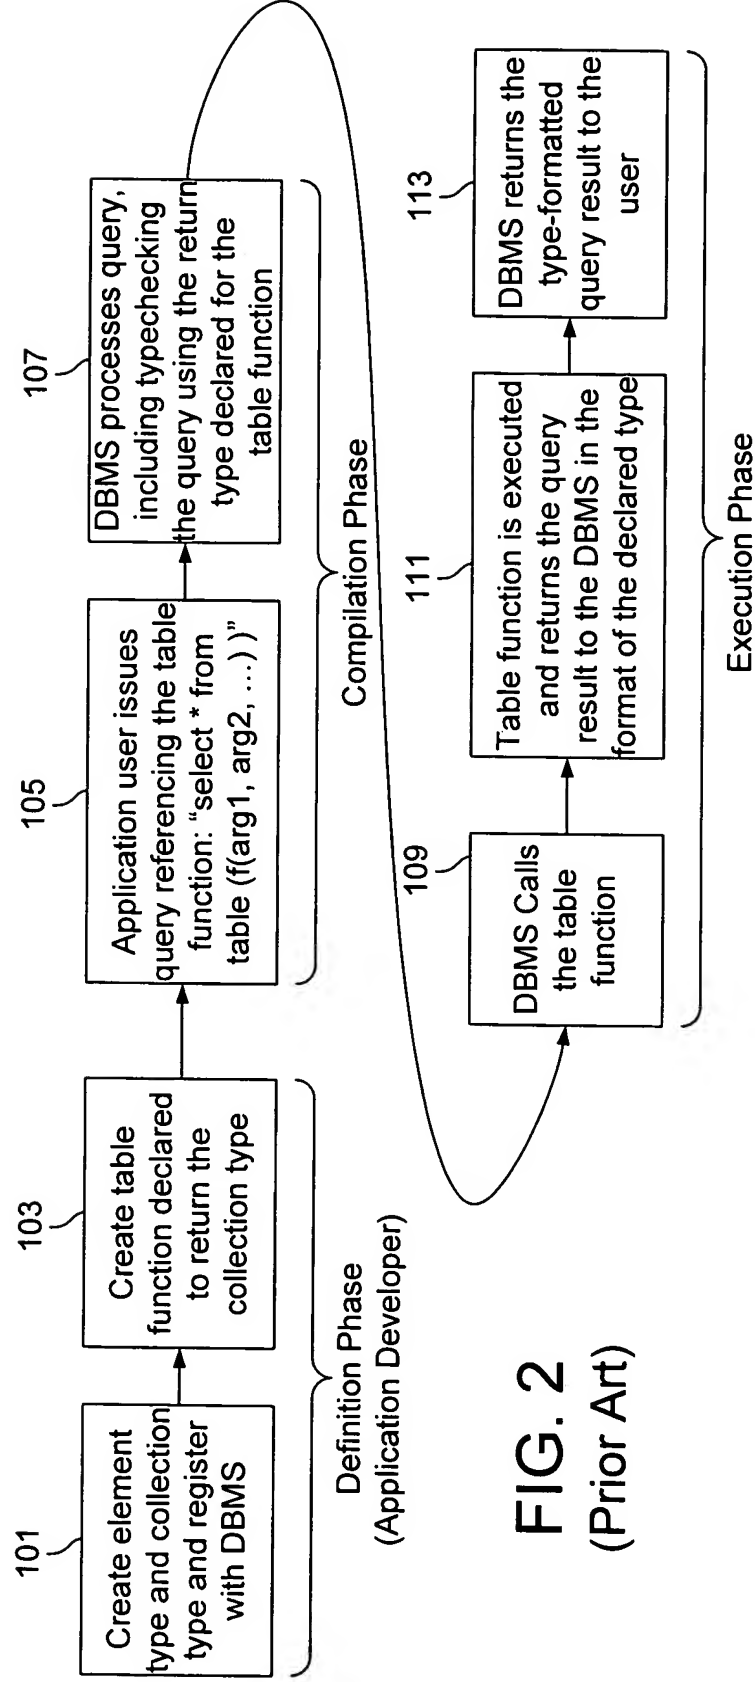 101
Create element
type and collection
type and register
with DBMS
103
Create table
function declared
to return the
collection type
Definition Phase
(Application Developer)
105
Application user issues
query referencing the table
function: “select * from
table (f(arg1, arg2, …) )”
107
DBMS processes query,
including typechecking
the query using the return
type declared for the
table function
Compilation Phase
109
DBMS Calls
the table
function
111
Table function is executed
and returns the query
result to the DBMS in the
format of the declared type
113
DBMS returns the
type-formatted
query result to the
user
Execution Phase
FIG. 2
(Prior Art)